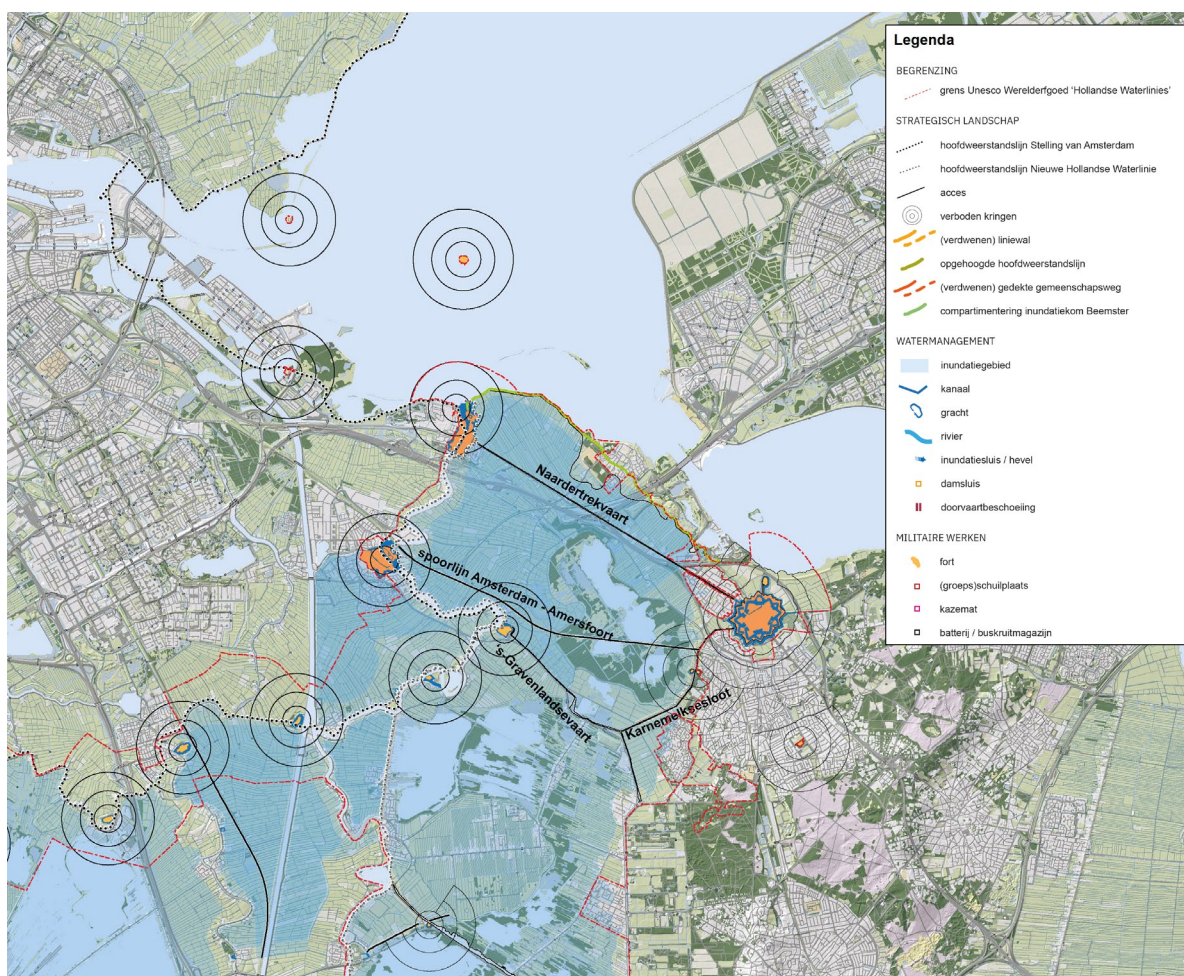 Legenda
BEGRENZING
grens Unesco Werelderfgoed 'Hollandse Waterlinies'
STRATEGISCH LANDSCHAP
hoofdweerstandslijn Stelling van Amsterdam
hoofdweerstandslijn Nieuwe Hollandse Waterlinie
acces
verboden kringen
(verdwenen) liniewal
opgehoogde hoofdweerstandslijn
(verdwenen) gedekte gemeenschapsweg
compartimentering inundatiekom Beemster
WATERMANAGEMENT
inundatiegebied
kanaal
gracht
rivier
inundatiesluis / hevel
damsluis
doorvaartbeschoeiing
MILITAIRE WERKEN
fort
(groeps)schuilplaats
kazemat
batterij / buskruitmagazijn
Naardertrekvaart
spoorlijn Amsterdam - Amersfoort
's-Gravenlandsevaart
Karnemelksesloot